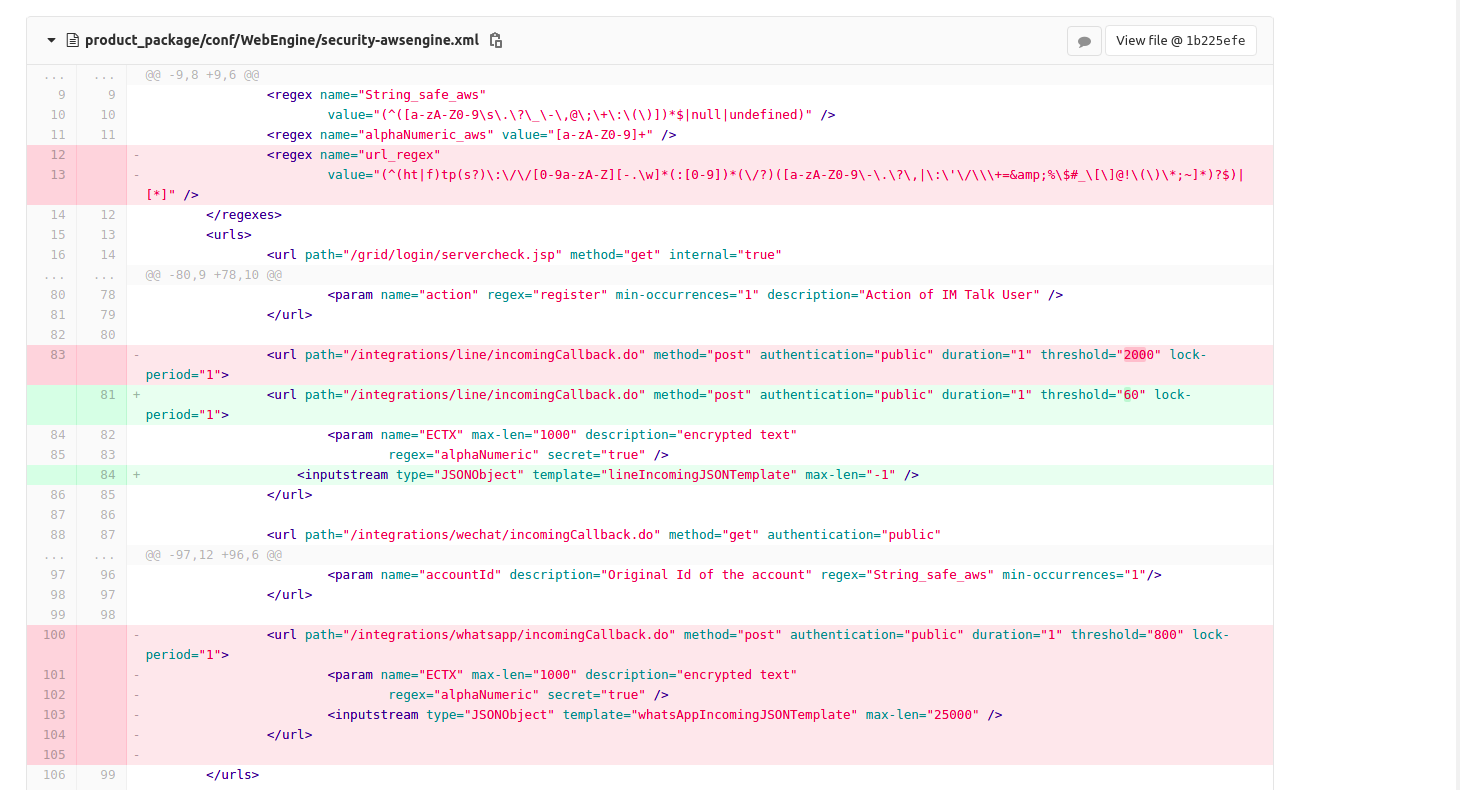 product_package/conf/WebEngine/security-awsengine.xml View file @ 1b225efe
... ... @@ -9,8 +9,6 @@
9 9 <regex name="String_safe_aws"
10 10 value="(^([a-zA-Z0-9\s\.\?\_\-\,@\;\+\:\(\)])*$|null|undefined)" />
11 11 <regex name="alphaNumeric_aws" value="[a-zA-Z0-9]+" />
12 - <regex name="url_regex"
13 - value="(^(ht|f)tp(s?)\:\/\/[0-9a-zA-Z][-.\w]*(:[0-9])*(\/?)([a-zA-Z0-9\-\.\?\,|\:\'\/\\\+=&amp;%\$#_\[\]@!\(\)\*;~]*)?$)|
[*]" />
14 12 </regexes>
15 13 <urls>
16 14 <url path="/grid/login/servercheck.jsp" method="get" internal="true"
... ... @@ -80,9 +78,10 @@
80 78 <param name="action" regex="register" min-occurrences="1" description="Action of IM Talk User" />
81 79 </url>
82 80
83 - <url path="/integrations/line/incomingCallback.do" method="post" authentication="public" duration="1" threshold="2000" lock-
period="1">
81 + <url path="/integrations/line/incomingCallback.do" method="post" authentication="public" duration="1" threshold="60" lock-
period="1">
84 82 <param name="ECTX" max-len="1000" description="encrypted text"
85 83 regex="alphaNumeric" secret="true" />
84 + <inputstream type="JSONObject" template="lineIncomingJSONTemplate" max-len="-1" />
86 85 </url>
87 86
88 87 <url path="/integrations/wechat/incomingCallback.do" method="get" authentication="public"
... ... @@ -97,12 +96,6 @@
97 96 <param name="accountId" description="Original Id of the account" regex="String_safe_aws" min-occurrences="1"/>
98 97 </url>
99 98
100 - <url path="/integrations/whatsapp/incomingCallback.do" method="post" authentication="public" duration="1" threshold="800" lock-
period="1">
101 - <param name="ECTX" max-len="1000" description="encrypted text"
102 - regex="alphaNumeric" secret="true" />
103 - <inputstream type="JSONObject" template="whatsAppIncomingJSONTemplate" max-len="25000" />
104 - </url>
105 -
106 99 </urls>